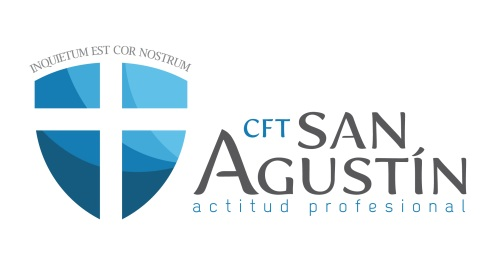 INQUIETUM EST COR NOSTRUM
CFT SAN
AGUSTÍN
actitud profesional